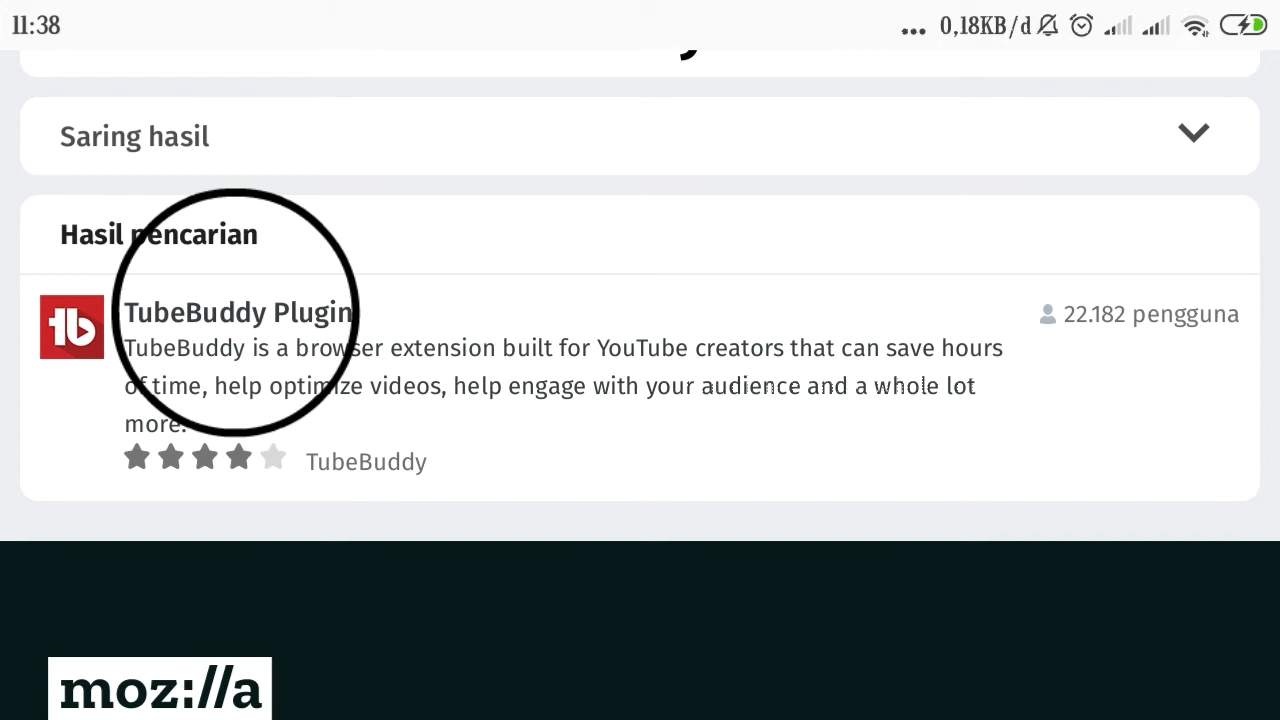 11:38
... 0,18KB/d
Saring hasil
Hasil pencarian
TubeBuddy Plugin
22.182 pengguna
TubeBuddy is a browser extension built for YouTube creators that can save hours
of time, help optimize videos, help engage with your audience and a whole lot
more.
TubeBuddy
moz://a